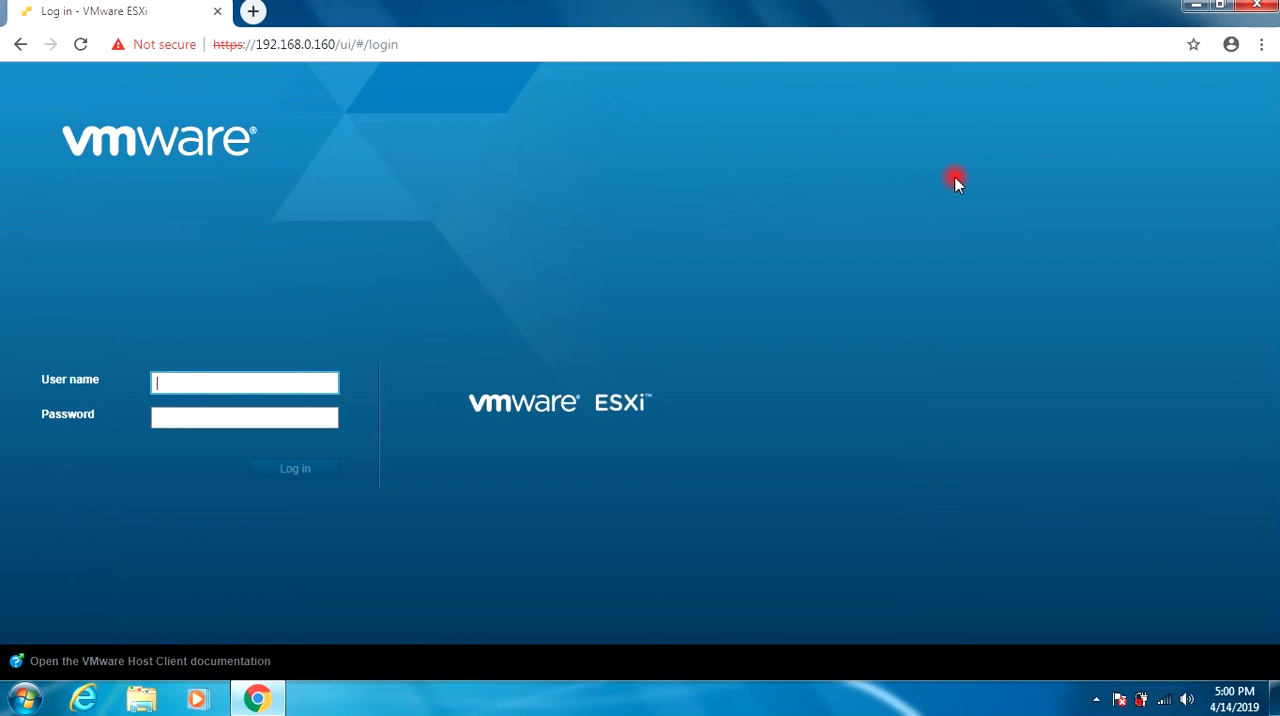 Log in - VMware ESXi
Not secure | https://192.168.0.160/ui/#/login
vmware®
User name
Password
Log in
vmware® ESXi™
Open the VMware Host Client documentation
5:00 PM
4/14/2019